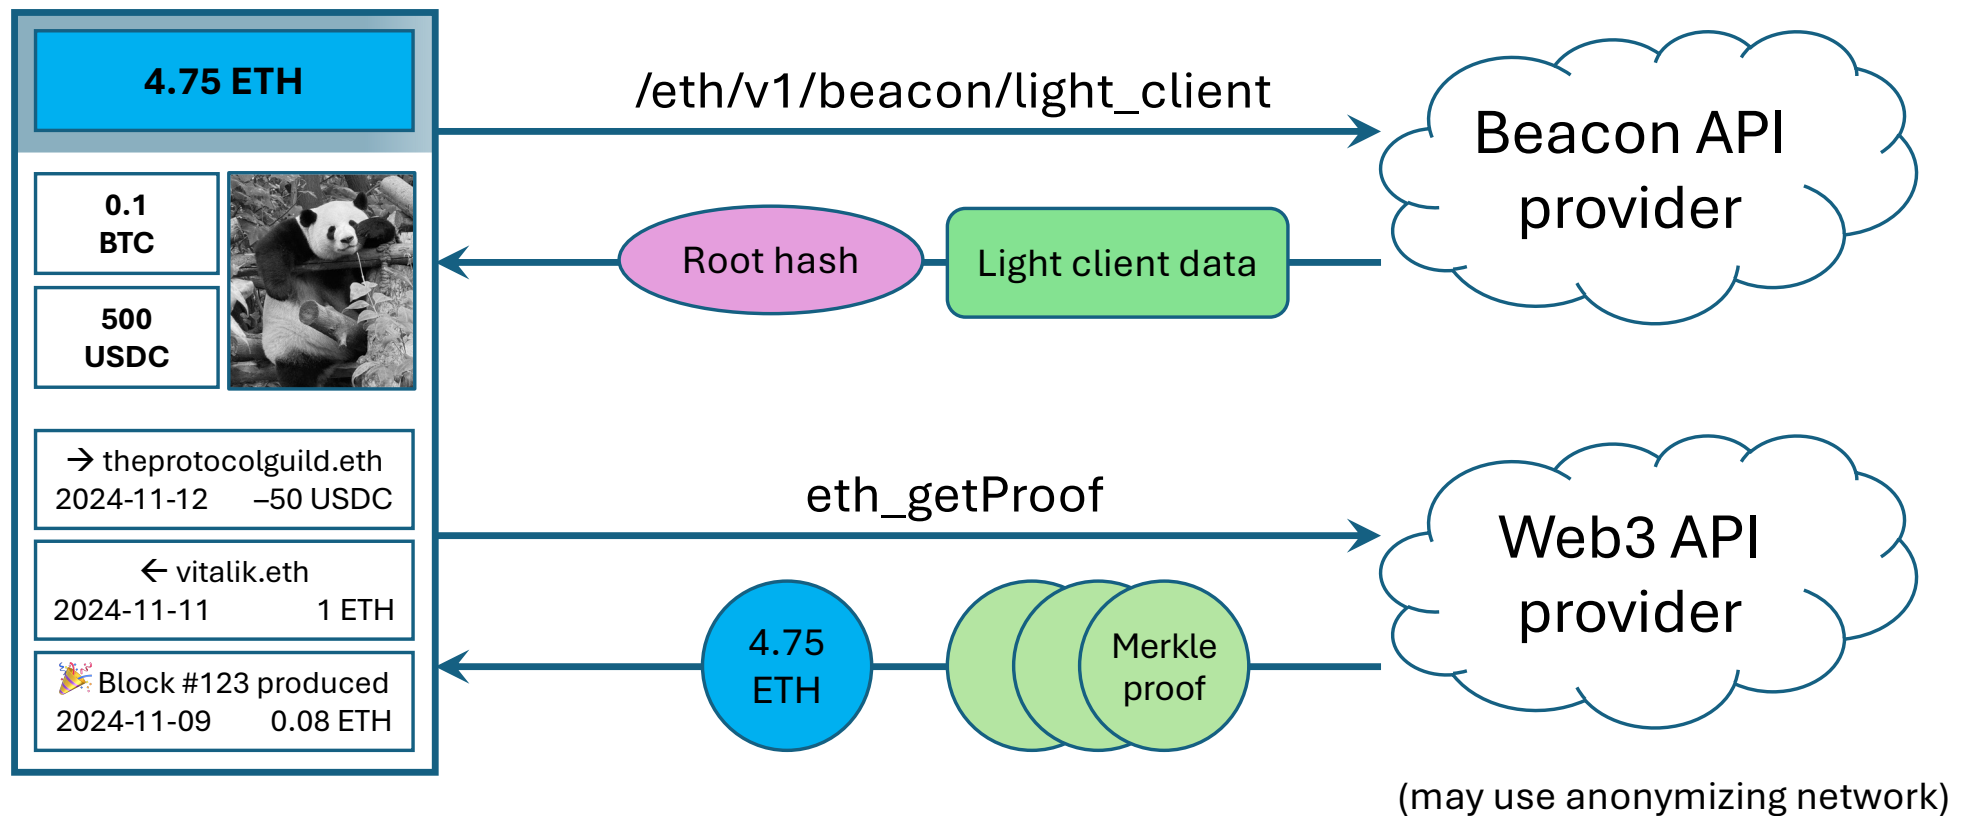 4.75 ETH
0.1
BTC
500
USDC
→ theprotocolguild.eth
2024-11-12 –50 USDC
← vitalik.eth
2024-11-11 1 ETH
🎉 Block #123 produced
2024-11-09 0.08 ETH
/eth/v1/beacon/light_client
Root hash
Light client data
Beacon API
provider
eth_getProof
4.75
ETH
Merkle
proof
Web3 API
provider
(may use anonymizing network)